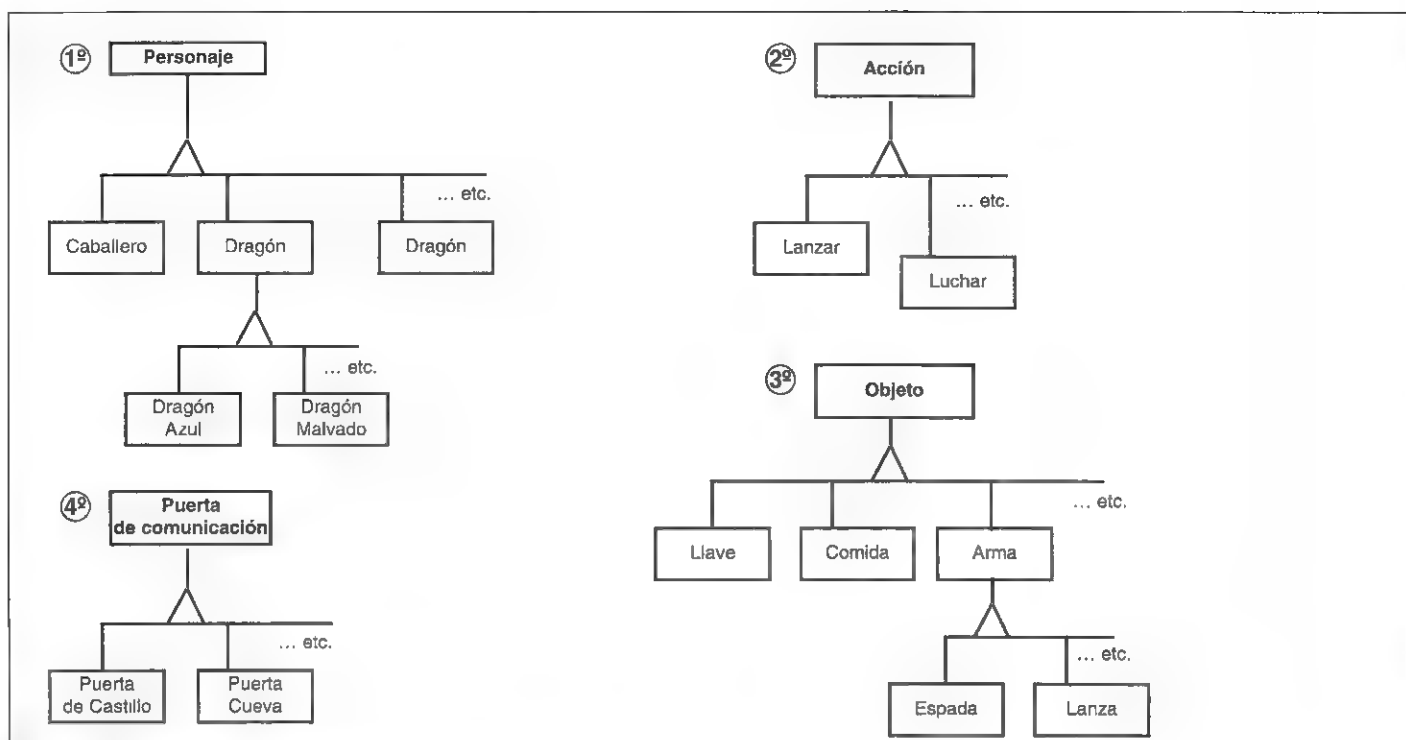 1º
Personaje
... etc.
Caballero
Dragón
Dragón
... etc.
Dragón
Azul
Dragón
Malvado
2º
Acción
... etc.
Lanzar
Luchar
3º
Objeto
... etc.
Llave
Comida
Arma
... etc.
Espada
Lanza
4º
Puerta
de comunicación
... etc.
Puerta
de Castillo
Puerta
Cueva